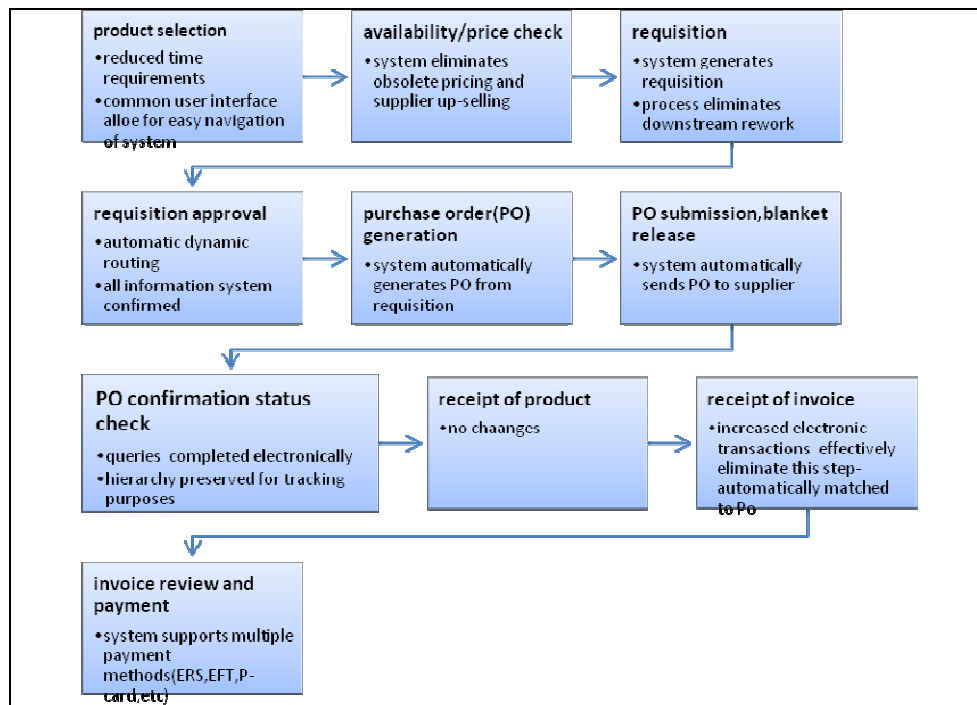 product selection
•reduced time
requirements
•common user interface
alloe for easy navigation
of system
availability/price check
•system eliminates
obsolete pricing and
supplier up-selling
requisition
•system generates
requisition
•process eliminates
downstream rework
requisition approval
•automatic dynamic
routing
•all information system
confirmed
purchase order(PO)
generation
•system automatically
generates PO from
requisition
PO submission,blanket
release
•system automatically
sends PO to supplier
PO confirmation status
check
•queries completed electronically
•hierarchy preserved for tracking
purposes
receipt of product
•no chaanges
receipt of invoice
•increased electronic
transactions effectively
eliminate this step-
automatically matched
to Po
invoice review and
payment
•system supports multiple
payment
methods(ERS,EFT,P-
card,etc)